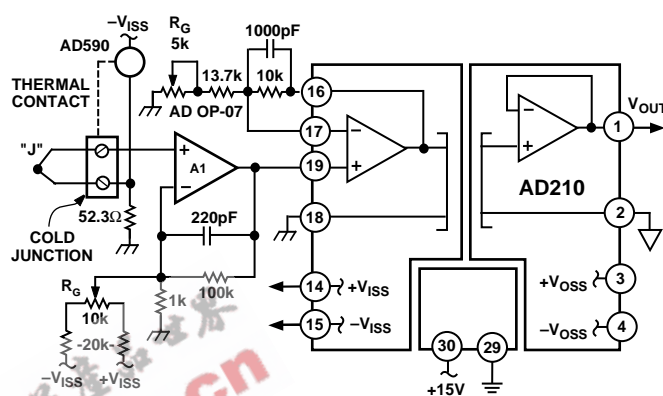 −VISS
AD590
RG
5k
1000pF
THERMAL
CONTACT
13.7k
10k
AD OP-07
16
17
19
18
14
15
+VISS
−VISS
"J"
A1
+
−
52.3Ω
COLD
JUNCTION
220pF
100k
1k
RG
10k
20k
−VISS
+VISS
−
+
−
+
AD210
1
VOUT
2
3
+VOSS
4
−VOSS
30
29
+15V
.cn